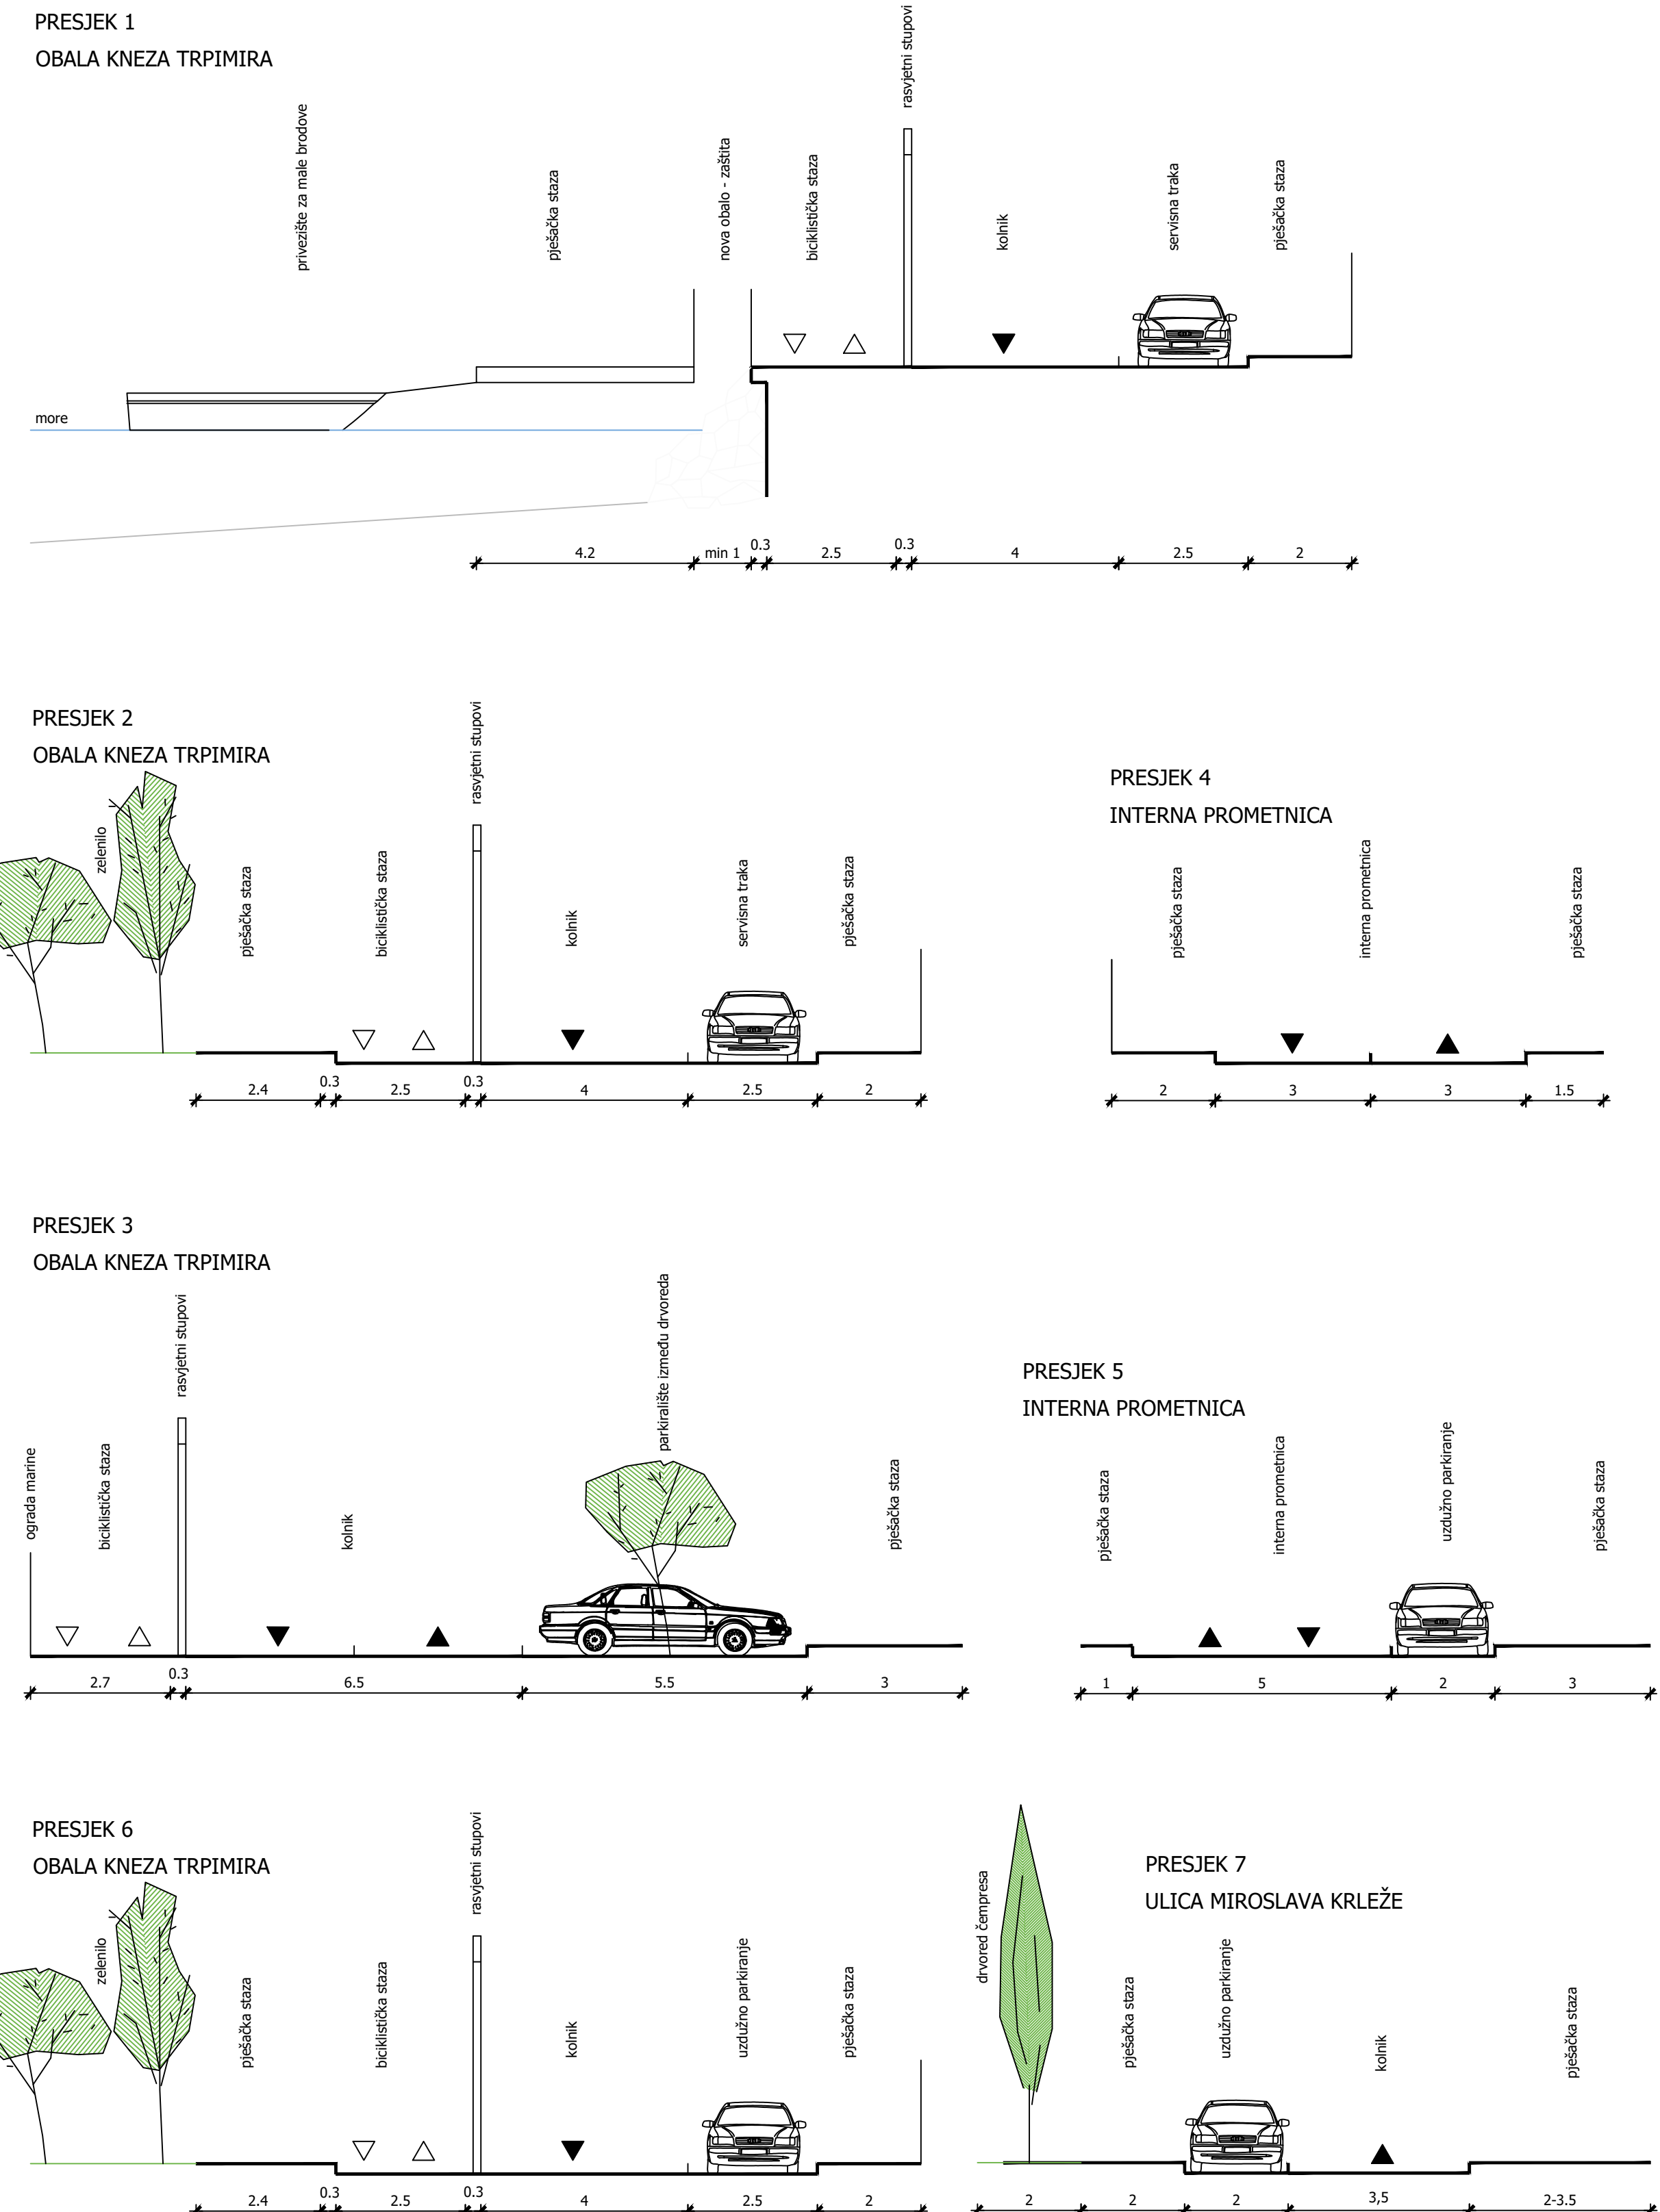 PRESJEK 1
OBALA KNEZA TRPIMIRA
privezište za male brodove
pješačka staza
nova obalo - zaštita
biciklistička staza
rasvjetni stupovi
kolnik
servisna traka
pješačka staza
more
4.2
min 1
0.3
2.5
0.3
4
2.5
2
PRESJEK 2
OBALA KNEZA TRPIMIRA
zelenilo
pješačka staza
biciklistička staza
rasvjetni stupovi
kolnik
servisna traka
pješačka staza
2.4
0.3
2.5
0.3
4
2.5
2
PRESJEK 4
INTERNA PROMETNICA
pješačka staza
interna prometnica
pješačka staza
2
3
3
1.5
PRESJEK 3
OBALA KNEZA TRPIMIRA
ograda marine
biciklistička staza
rasvjetni stupovi
kolnik
parkiralište između drvoreda
pješačka staza
2.7
0.3
6.5
5.5
3
PRESJEK 5
INTERNA PROMETNICA
pješačka staza
interna prometnica
uzdužno parkiranje
pješačka staza
1
5
2
3
PRESJEK 6
OBALA KNEZA TRPIMIRA
zelenilo
pješačka staza
biciklistička staza
rasvjetni stupovi
kolnik
uzdužno parkiranje
pješačka staza
2.4
0.3
2.5
0.3
4
2.5
2
PRESJEK 7
ULICA MIROSLAVA KRLEŽE
drvored čempresa
pješačka staza
uzdužno parkiranje
kolnik
pješačka staza
2
2
2
3,5
2-3.5